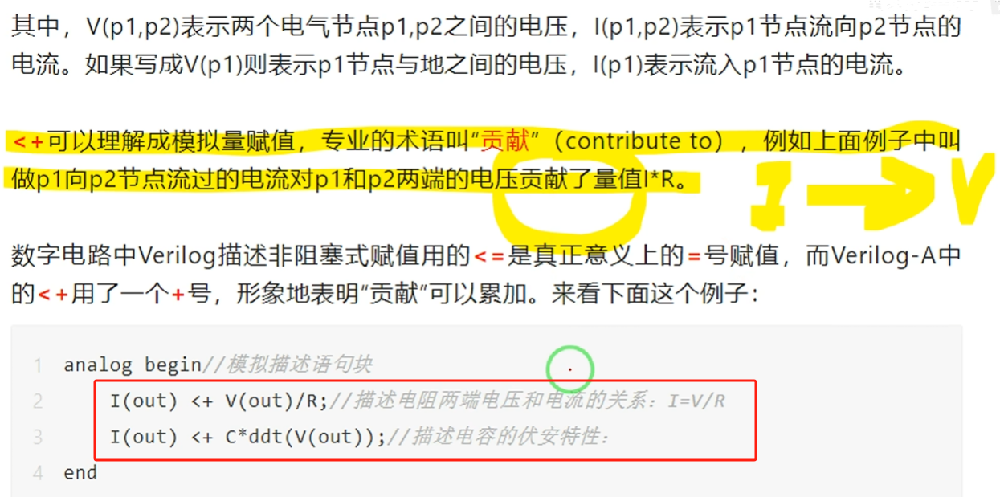 其中，V(p1,p2)表示两个电气节点p1,p2之间的电压，I(p1,p2)表示p1节点流向p2节点的
电流。如果写成V(p1)则表示p1节点与地之间的电压，I(p1)表示流入p1节点的电流。
<+可以理解成模拟量赋值，专业的术语叫“贡献”（contribute to），例如上面例子中叫
做p1向p2节点流过的电流对p1和p2两端的电压贡献了量值I*R。
I → V
数字电路中Verilog描述非阻塞式赋值用的<=是真正意义上的=号赋值，而Verilog-A中
的<+用了一个+号，形象地表明“贡献”可以累加。来看下面这个例子：
1 analog begin//模拟描述语句块
2 I(out) <+ V(out)/R;//描述电阻两端电压和电流的关系：I=V/R
3 I(out) <+ C*ddt(V(out));//描述电容的伏安特性：
4 end